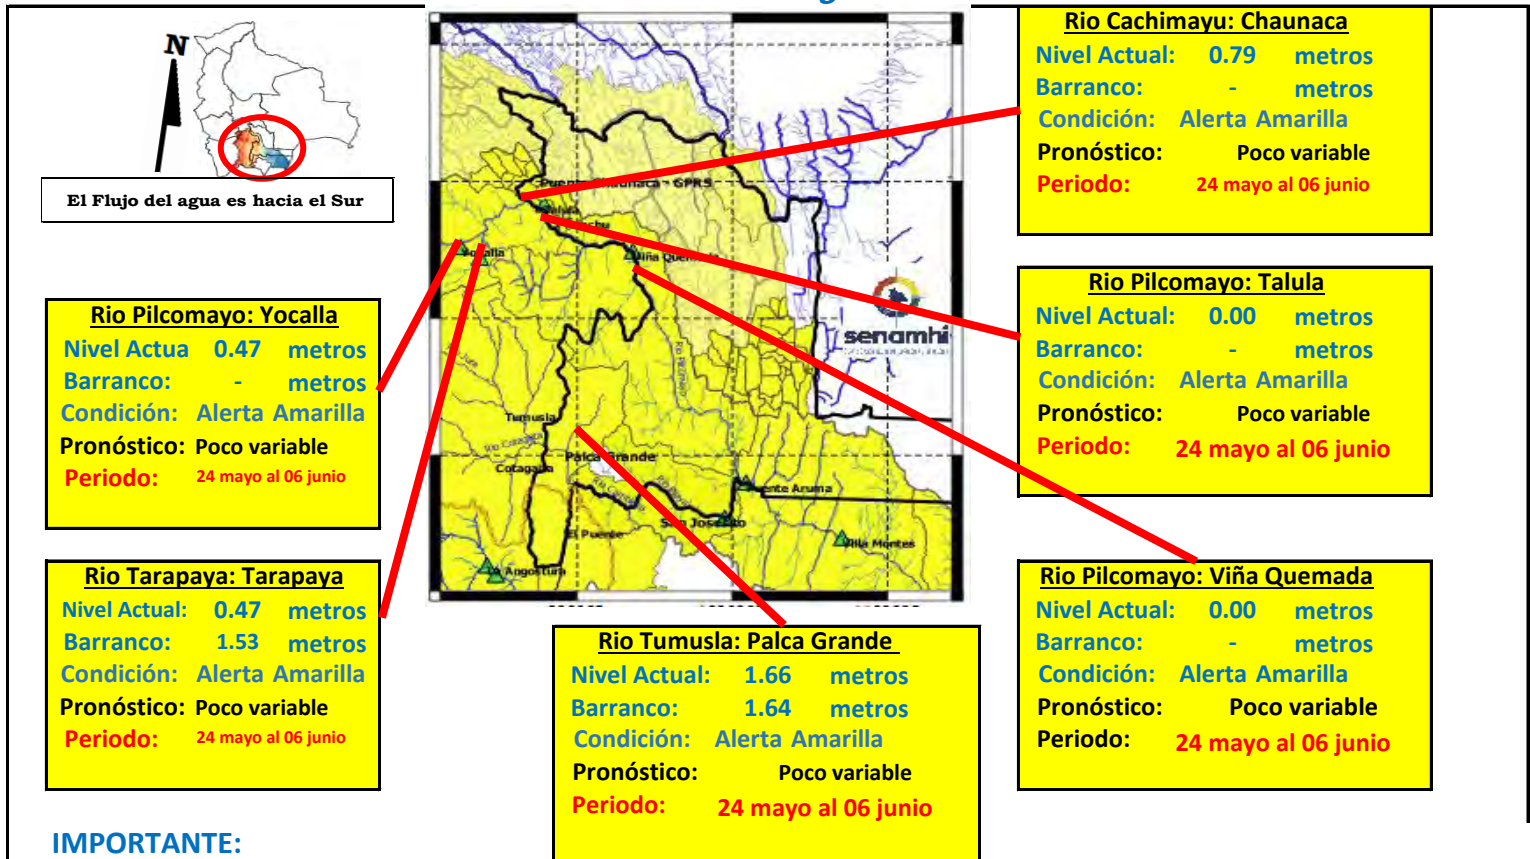 N
El Flujo del agua es hacia el Sur
Rio Cachimayu: Chaunaca
Nivel Actual: 0.79 metros
Barranco: - metros
Condición: Alerta Amarilla
Pronóstico: Poco variable
Periodo: 24 mayo al 06 junio
Rio Pilcomayo: Talula
Nivel Actual: 0.00 metros
Barranco: - metros
Condición: Alerta Amarilla
Pronóstico: Poco variable
Periodo: 24 mayo al 06 junio
Rio Pilcomayo: Yocalla
Nivel Actua 0.47 metros
Barranco: - metros
Condición: Alerta Amarilla
Pronóstico: Poco variable
Periodo: 24 mayo al 06 junio
Rio Tarapaya: Tarapaya
Nivel Actual: 0.47 metros
Barranco: 1.53 metros
Condición: Alerta Amarilla
Pronóstico: Poco variable
Periodo: 24 mayo al 06 junio
Rio Tumusla: Palca Grande
Nivel Actual: 1.66 metros
Barranco: 1.64 metros
Condición: Alerta Amarilla
Pronóstico: Poco variable
Periodo: 24 mayo al 06 junio
Rio Pilcomayo: Viña Quemada
Nivel Actual: 0.00 metros
Barranco: - metros
Condición: Alerta Amarilla
Pronóstico: Poco variable
Periodo: 24 mayo al 06 junio
Puente Chaunaca - GPRS
Talula
Yocalla
Viña Quemada
senamhi
Tumusla
Palca Grande
Cotagaita
San Josecito
El Puente
Villa Montes
Angostura
IMPORTANTE: